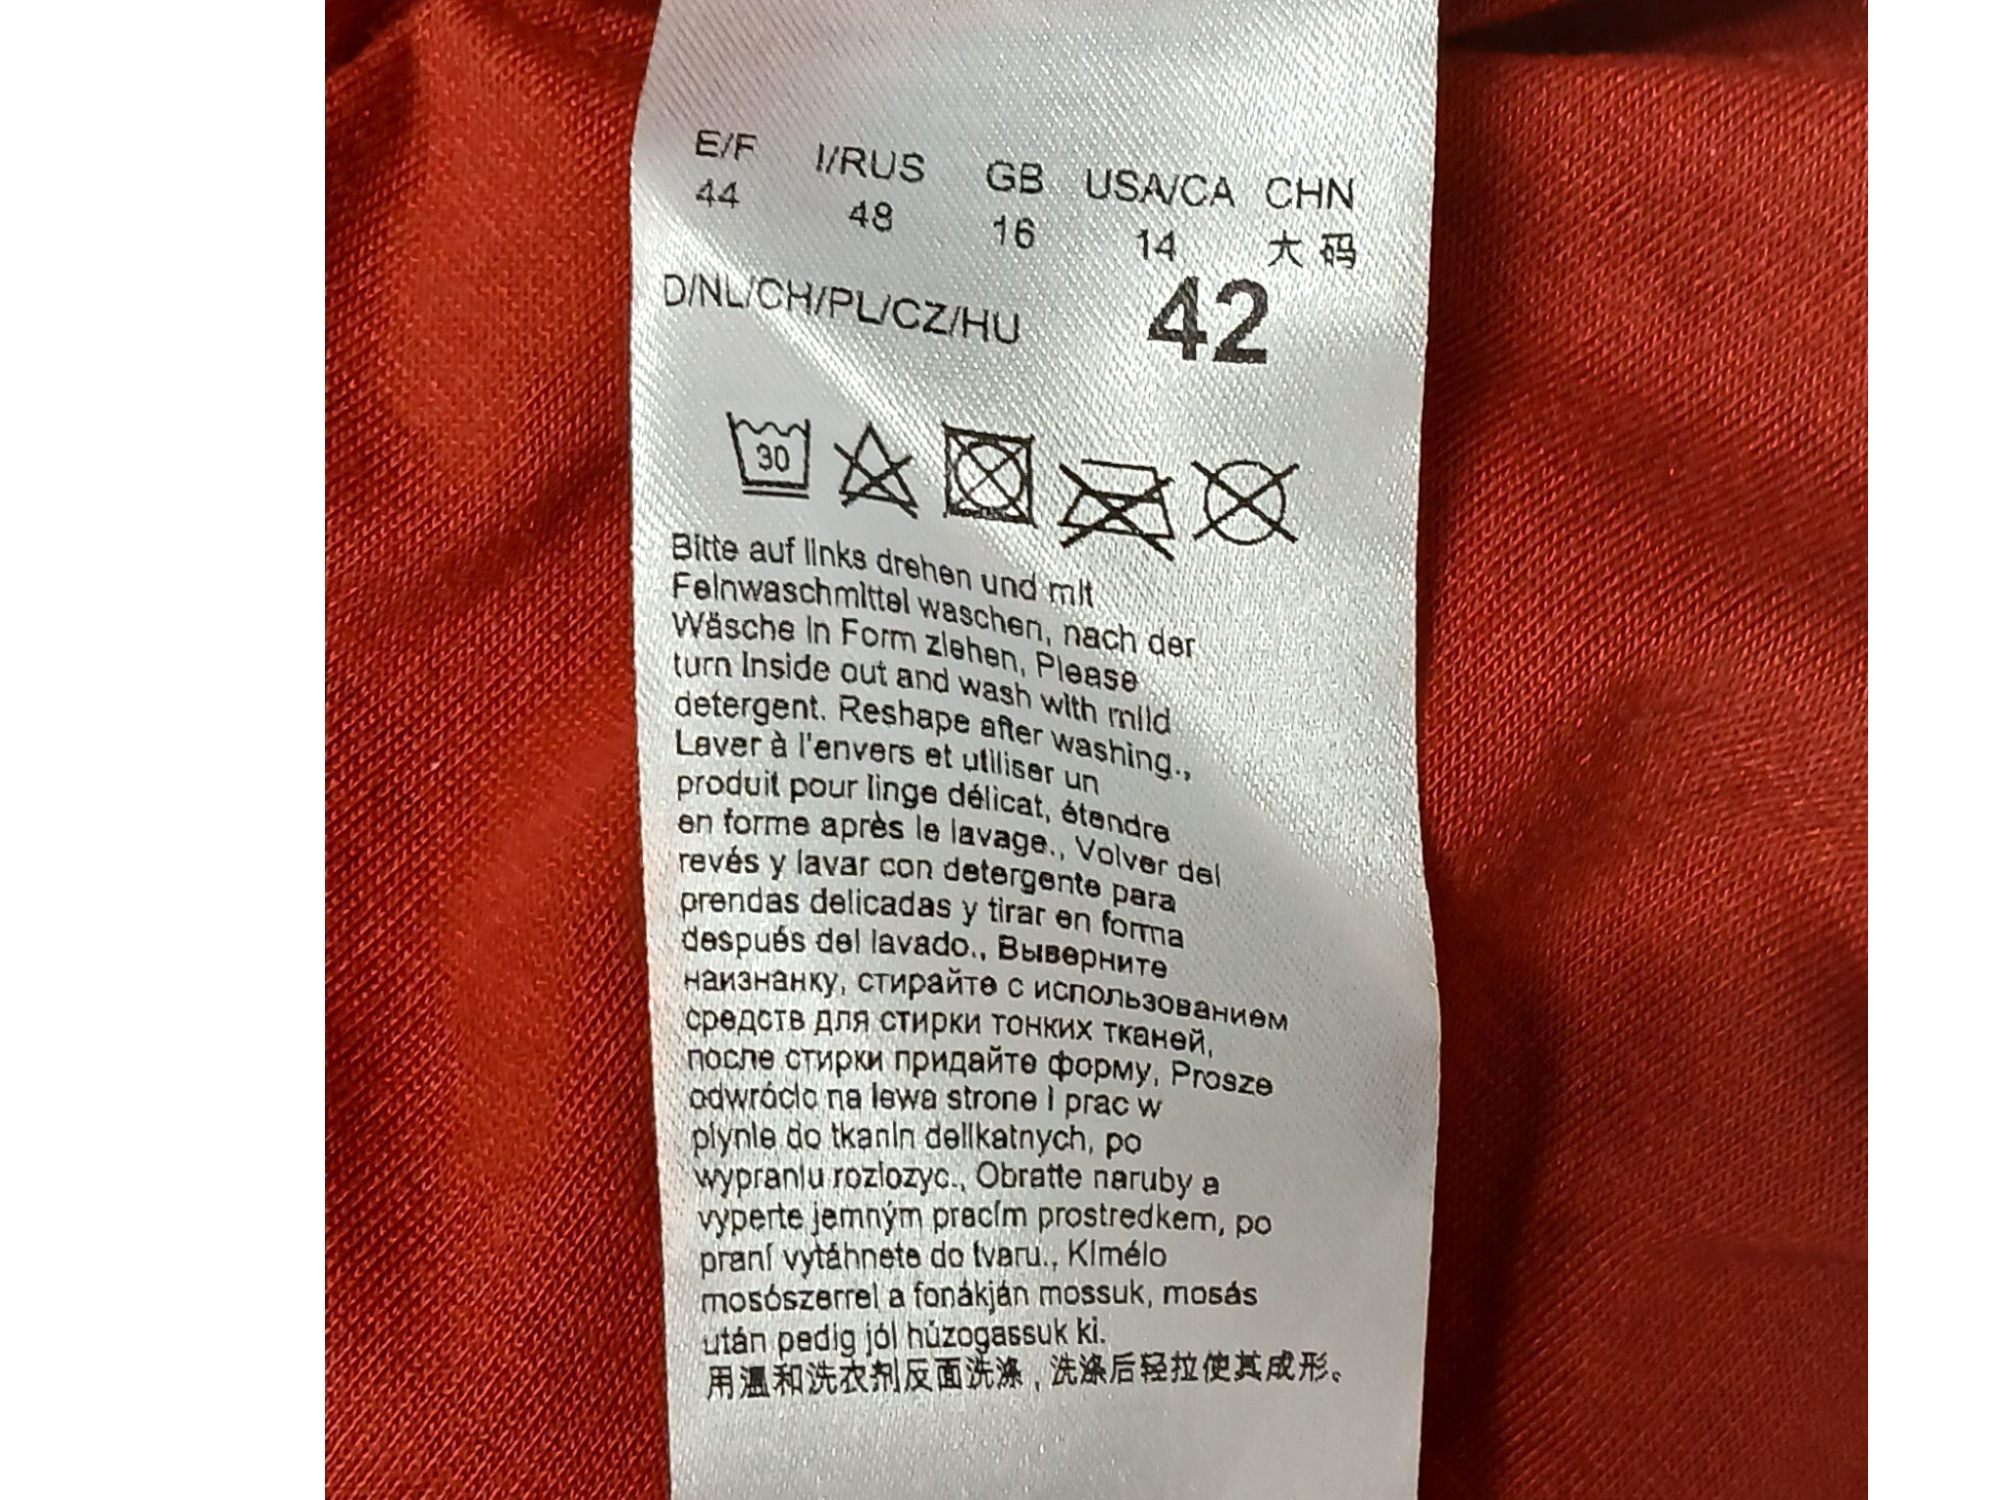 E/F I/RUS GB USA/CA CHN
44 48 16 14 大码
D/NL/CH/PL/CZ/HU 42
30
Bitte auf links drehen und mit
Feinwaschmittel waschen, nach der
Wäsche in Form ziehen, Please
turn inside out and wash with mild
detergent. Reshape after washing.,
Laver à l'envers et utiliser un
produit pour linge délicat, étendre
en forme après le lavage., Volver del
revés y lavar con detergente para
prendas delicadas y tirar en forma
después del lavado., Выверните
наизнанку, стирайте с использованием
средств для стирки тонких тканей,
после стирки придайте форму, Prosze
odwrócic na lewa strone i prac w
plynie do tkanin delikatnych, po
wypraniu rozlozyc., Obratte naruby a
vyperte jemným pracím prostredkem, po
praní vytáhnete do tvaru., Kímélo
mosószerrel a fonákján mossuk, mosás
után pedig jól húzogassuk ki.
用温和洗衣剂反面洗涤，洗涤后轻拉使其成形。